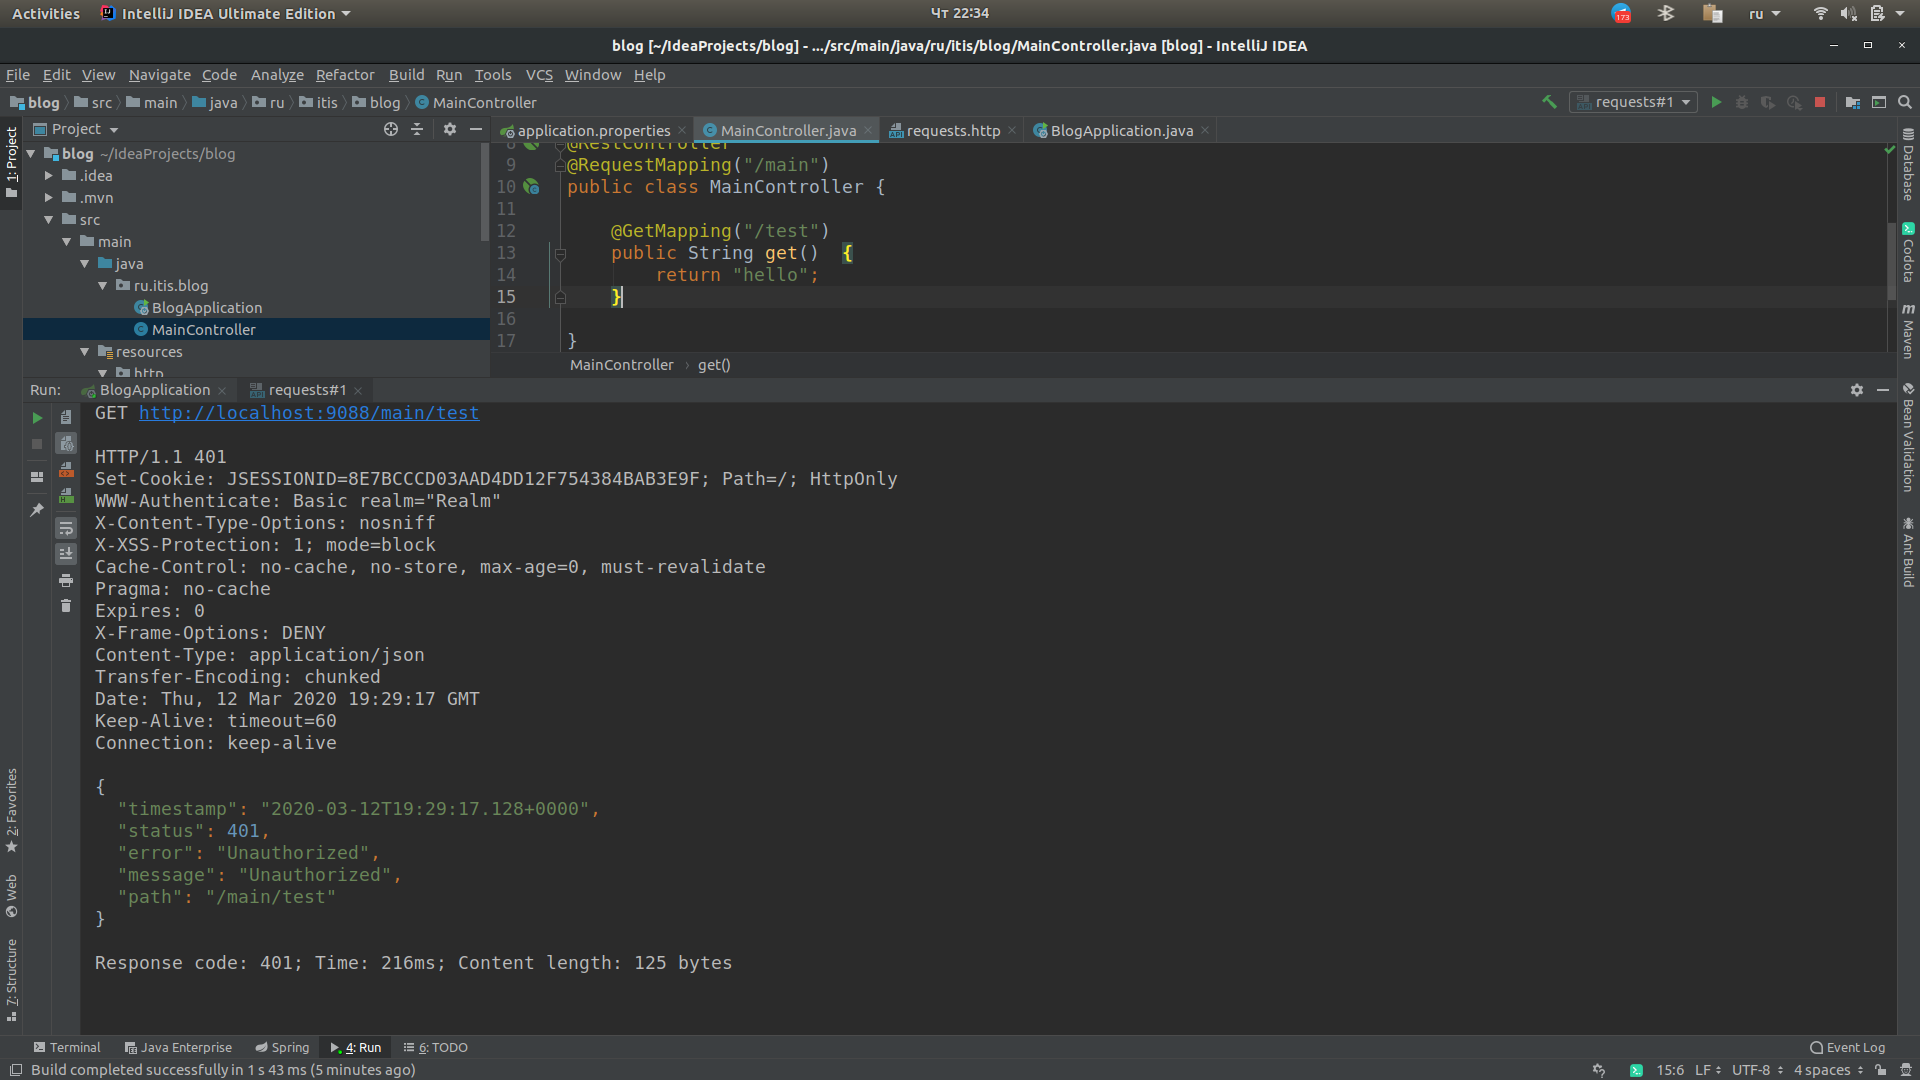 Activities IntelliJ IDEA Ultimate Edition Чт 22:34 173 ru
blog [~/IdeaProjects/blog] - .../src/main/java/ru/itis/blog/MainController.java [blog] - IntelliJ IDEA
File Edit View Navigate Code Analyze Refactor Build Run Tools VCS Window Help
blog src main java ru itis blog MainController requests#1
Project application.properties MainController.java requests.http BlogApplication.java
1: Project
blog ~/IdeaProjects/blog
.idea
.mvn
src
main
java
ru.itis.blog
BlogApplication
MainController
resources
http
8 @RestController
9 @RequestMapping("/main")
10 public class MainController {
11
12 @GetMapping("/test")
13 public String get() {
14 return "hello";
15 }
16
17 }
MainController › get()
Database
Codota
Maven
Bean Validation
Ant Build
Run: BlogApplication requests#1
GET http://localhost:9088/main/test
HTTP/1.1 401
Set-Cookie: JSESSIONID=8E7BCCCD03AAD4DD12F754384BAB3E9F; Path=/; HttpOnly
WWW-Authenticate: Basic realm="Realm"
X-Content-Type-Options: nosniff
X-XSS-Protection: 1; mode=block
Cache-Control: no-cache, no-store, max-age=0, must-revalidate
Pragma: no-cache
Expires: 0
X-Frame-Options: DENY
Content-Type: application/json
Transfer-Encoding: chunked
Date: Thu, 12 Mar 2020 19:29:17 GMT
Keep-Alive: timeout=60
Connection: keep-alive
{
"timestamp": "2020-03-12T19:29:17.128+0000",
"status": 401,
"error": "Unauthorized",
"message": "Unauthorized",
"path": "/main/test"
}
Response code: 401; Time: 216ms; Content length: 125 bytes
2: Favorites
Web
7: Structure
Terminal Java Enterprise Spring 4: Run 6: TODO Event Log
Build completed successfully in 1 s 43 ms (5 minutes ago) 15:6 LF UTF-8 4 spaces